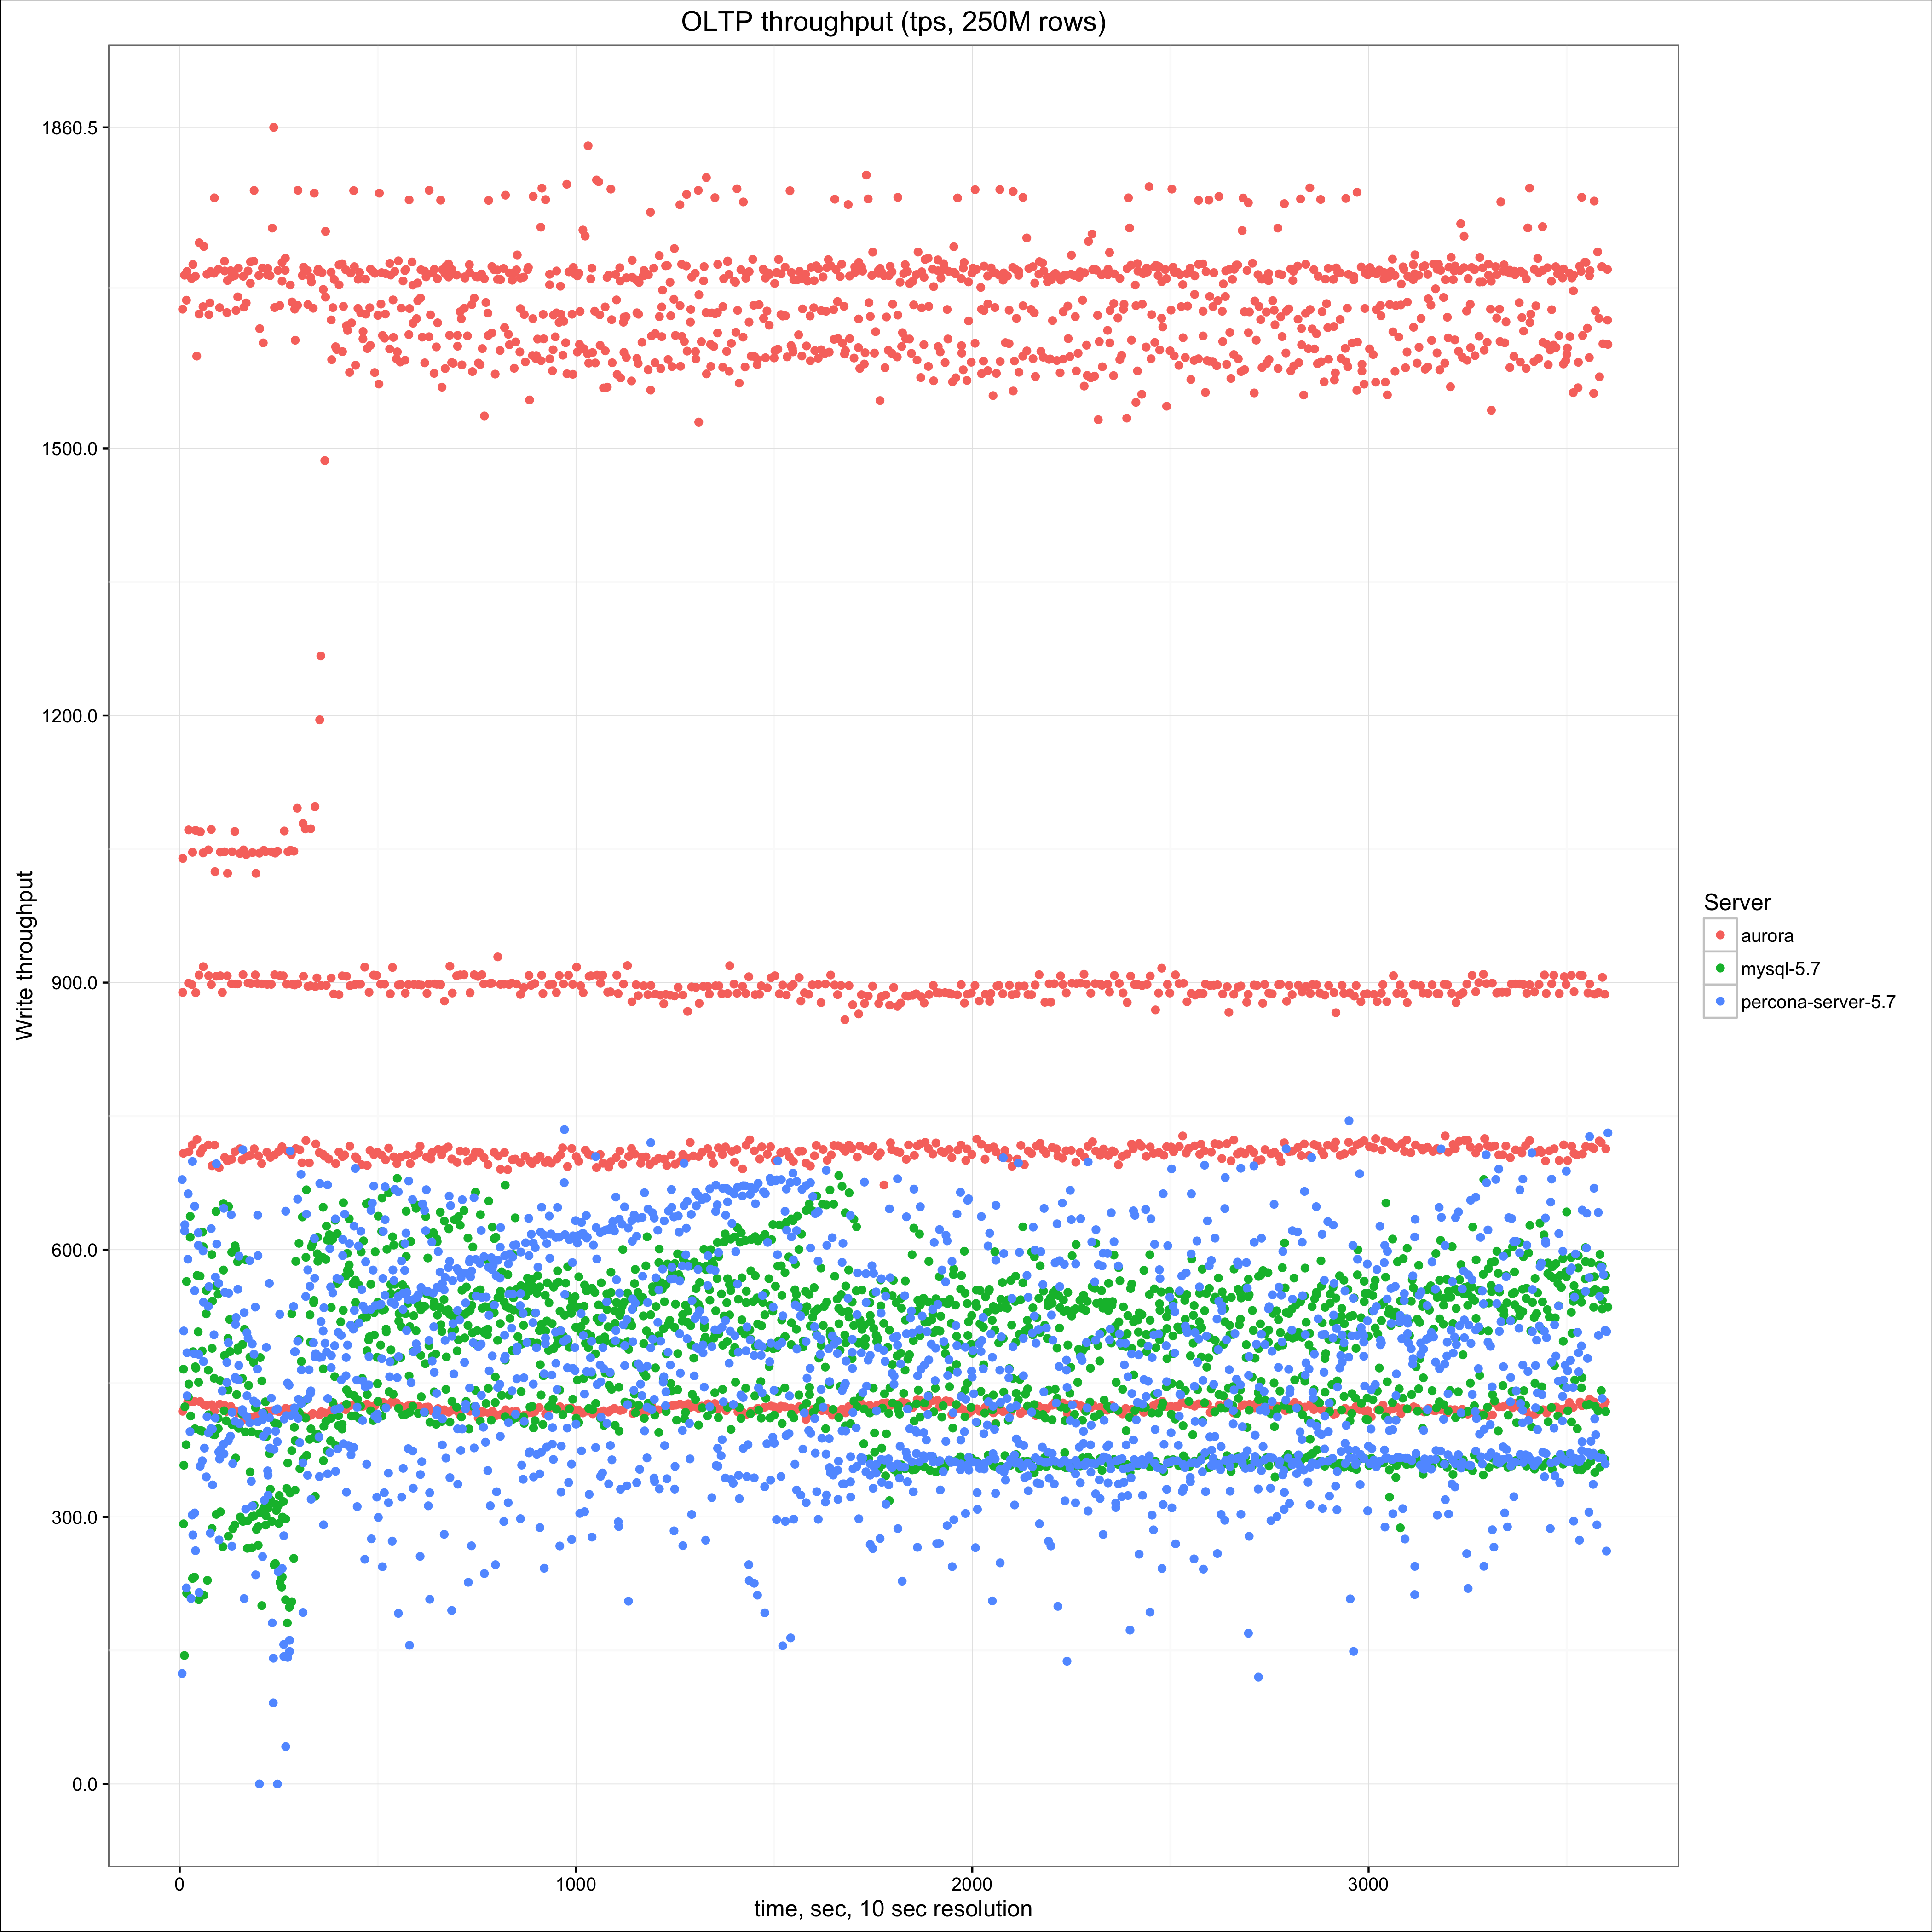 OLTP throughput (tps, 250M rows)
1860.5
1500.0
1200.0
900.0
600.0
300.0
0.0
Write throughput
0 1000 2000 3000
time, sec, 10 sec resolution
Server
aurora
mysql-5.7
percona-server-5.7